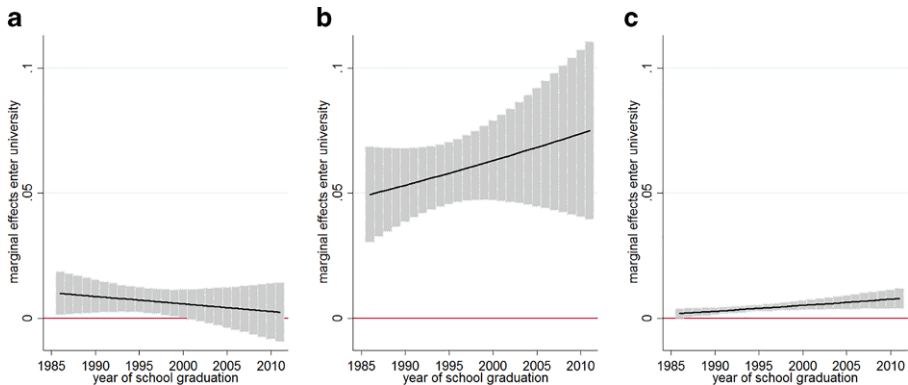 a
marginal effects enter university
.1
.05
0
1985 1990 1995 2000 2005 2010
year of school graduation
b
marginal effects enter university
.1
.05
0
1985 1990 1995 2000 2005 2010
year of school graduation
c
marginal effects enter university
.1
.05
0
1985 1990 1995 2000 2005 2010
year of school graduation